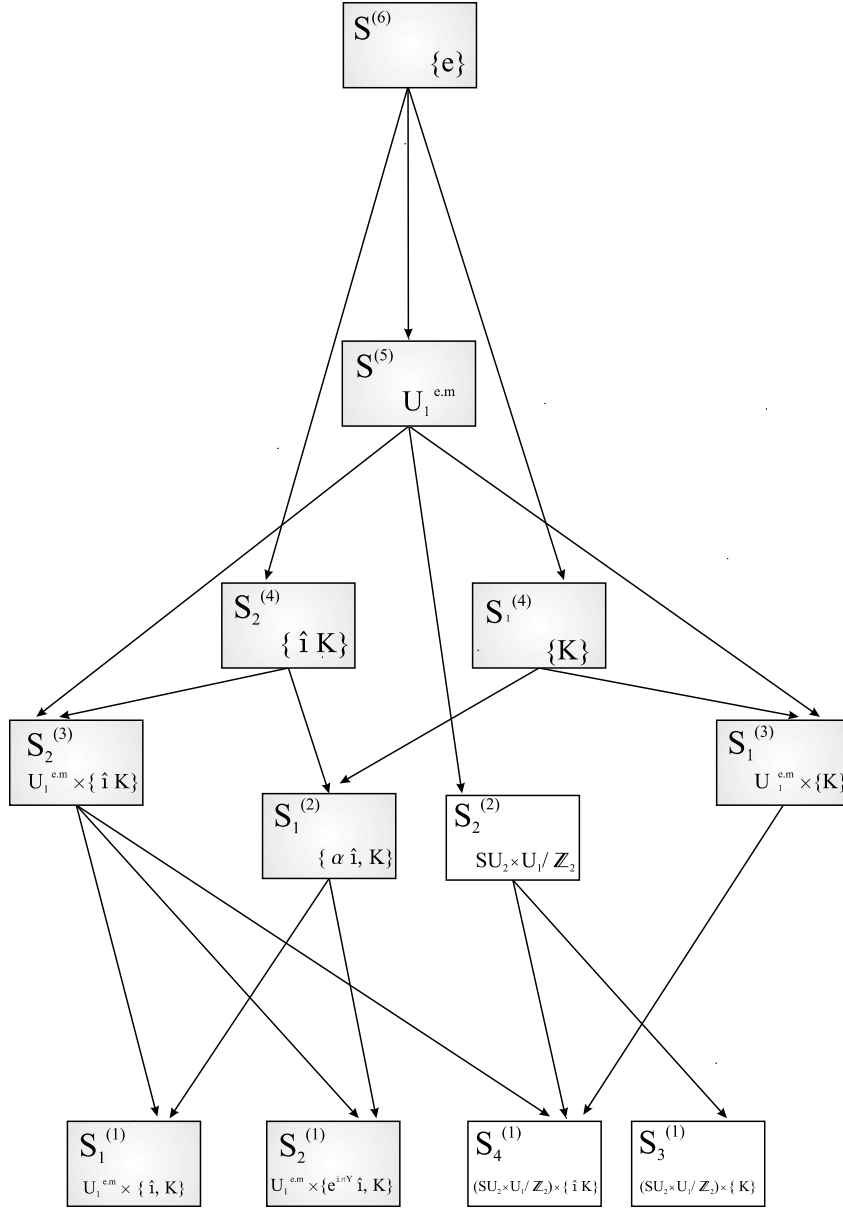 S^(6)
{e}
S^(5)
U₁^e.m
S₂^(4)
{ î K}
S₁^(4)
{K}
S₂^(3)
U₁^e.m × { î K}
S₁^(3)
U₁^e.m × {K}
S₁^(2)
{ α î, K}
S₂^(2)
SU₂×U₁/ ℤ₂
S₁^(1)
U₁^e.m × { î, K}
S₂^(1)
U₁^e.m ×{e^iπY î, K}
S₄^(1)
(SU₂×U₁/ ℤ₂) × { î K}
S₃^(1)
(SU₂×U₁/ ℤ₂) × { K}